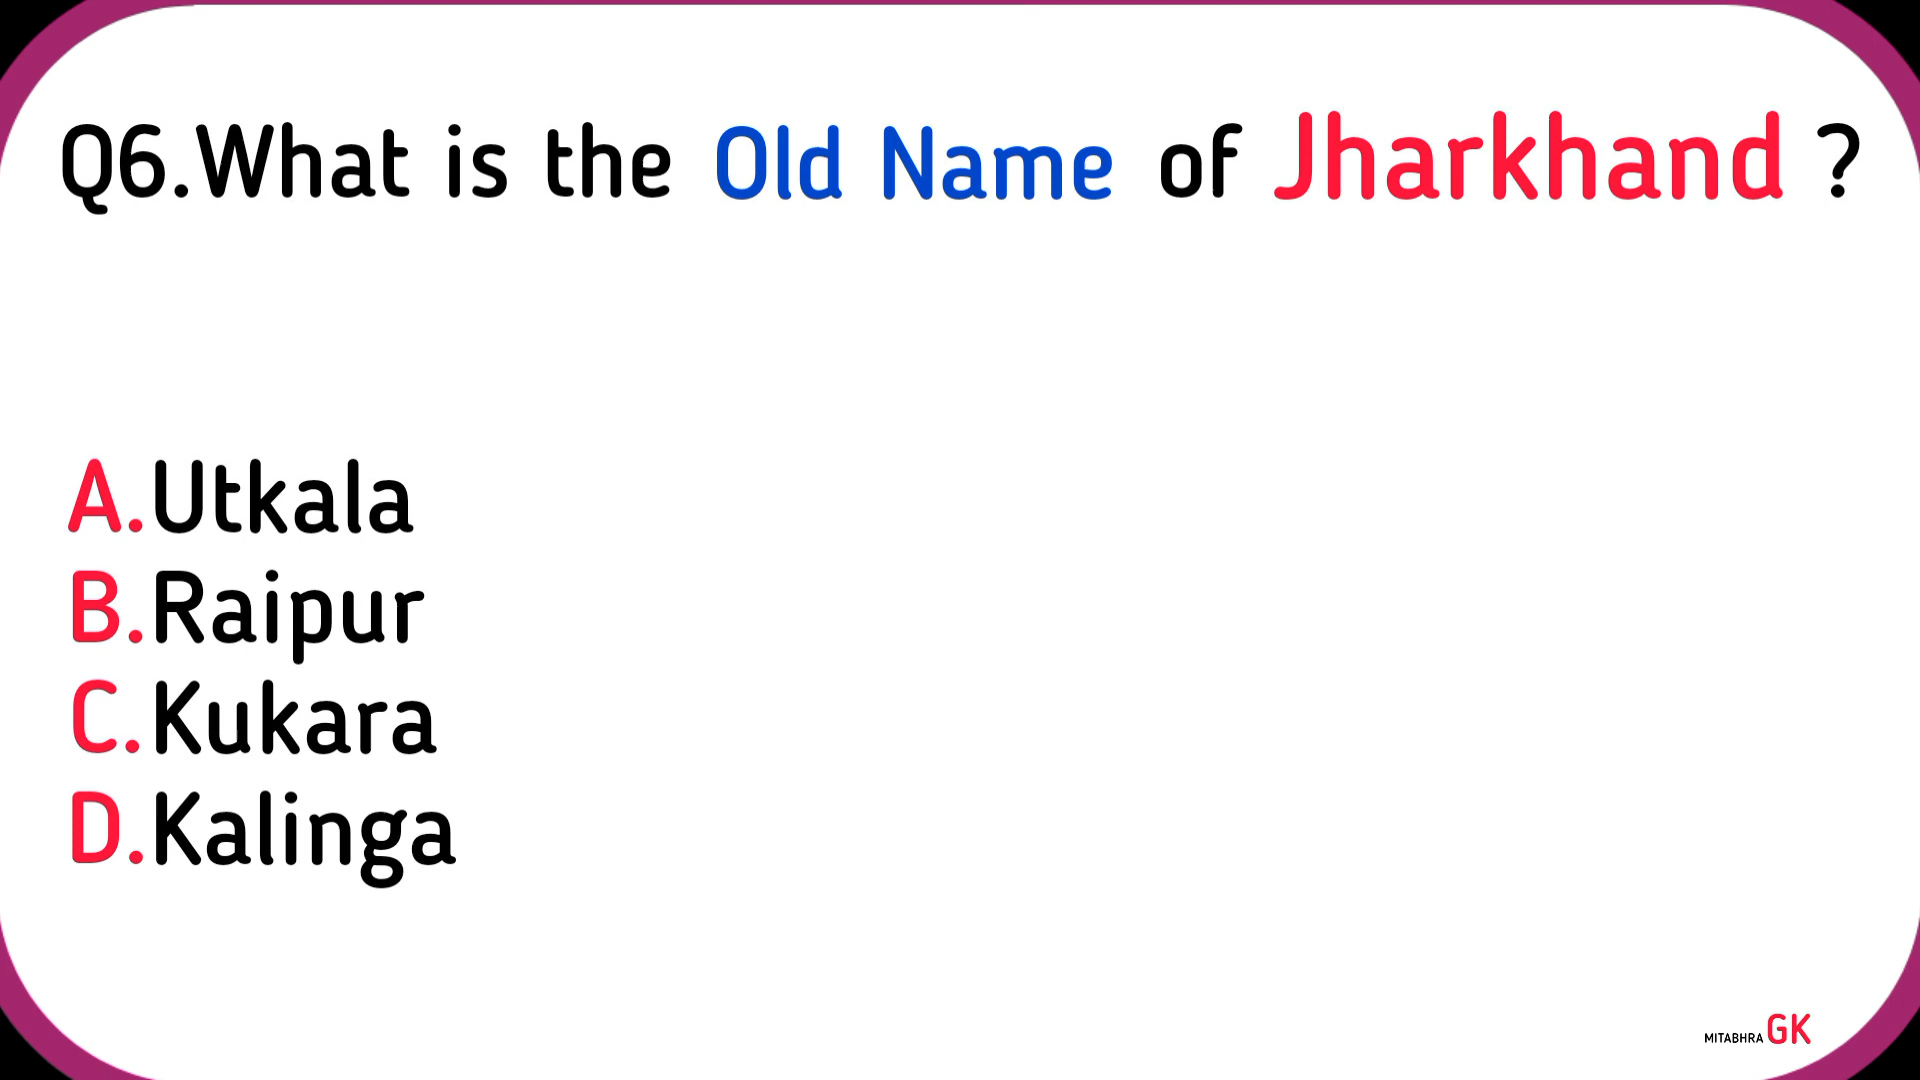 Q6.What is the Old Name of Jharkhand ?
A.Utkala
B.Raipur
C.Kukara
D.Kalinga
MITABHRA GK